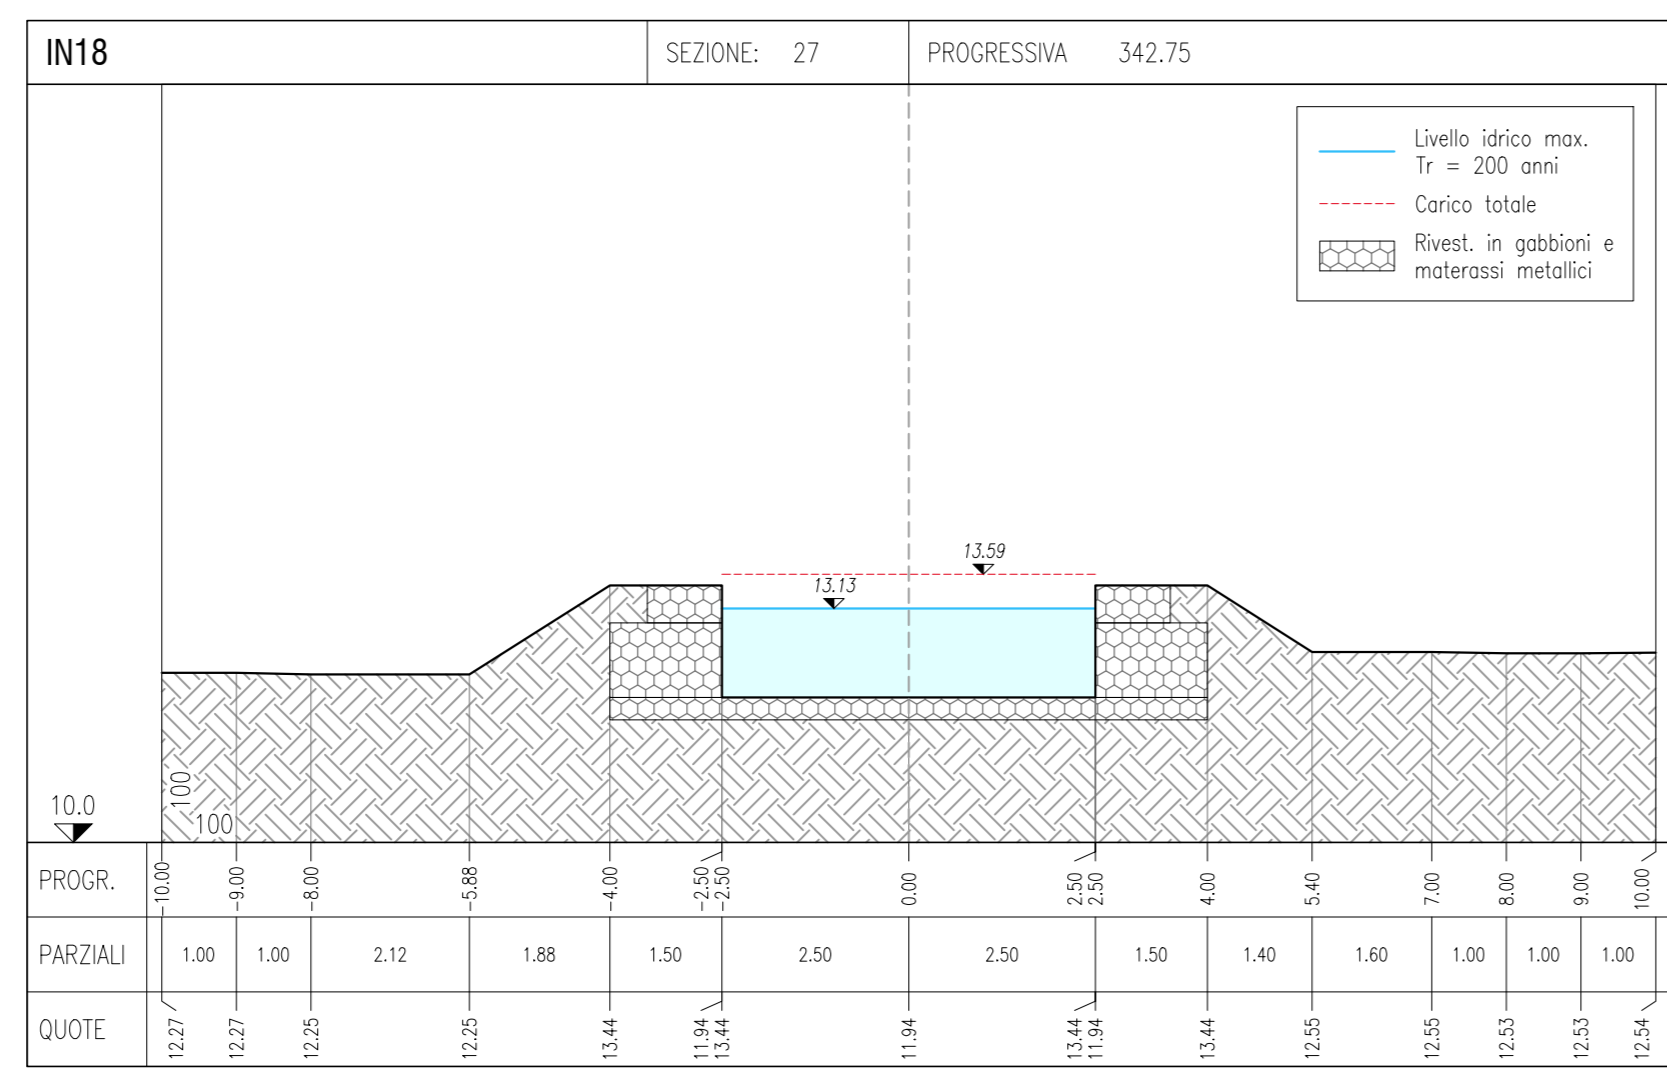 IN18
SEZIONE: 27
PROGRESSIVA 342.75
Livello idrico max.
Tr = 200 anni
Carico totale
Rivest. in gabbioni e
materassi metallici
13.59
13.13
100
100
10.0
PROGR. -10.00 -9.00 -8.00 -5.88 -4.00 -2.50 -2.50 0.00 2.50 2.50 4.00 5.40 7.00 8.00 9.00 10.00
PARZIALI 1.00 1.00 2.12 1.88 1.50 2.50 2.50 1.50 1.40 1.60 1.00 1.00 1.00
QUOTE 12.27 12.27 12.25 12.25 13.44 11.94 13.44 11.94 13.44 11.94 13.44 12.55 12.55 12.53 12.53 12.54